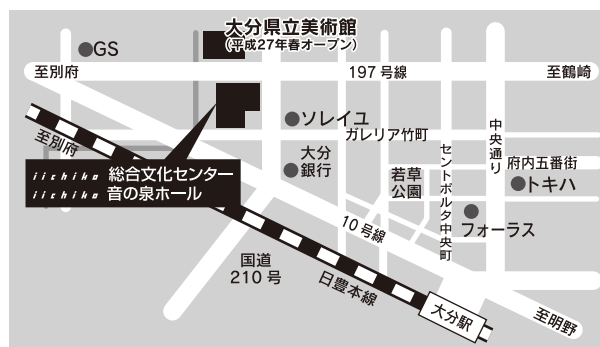 大分県立美術館
(平成27年春オープン)
GS
至別府
197号線
至鶴崎
ソレイユ
ガレリア竹町
中央通り
至別府
大分
銀行
セントポルタ中央町
府内五番街
iichiko 総合文化センター
iichiko 音の泉ホール
若草
公園
トキハ
フォーラス
10号線
国道
210号
日豊本線
大分駅
至明野